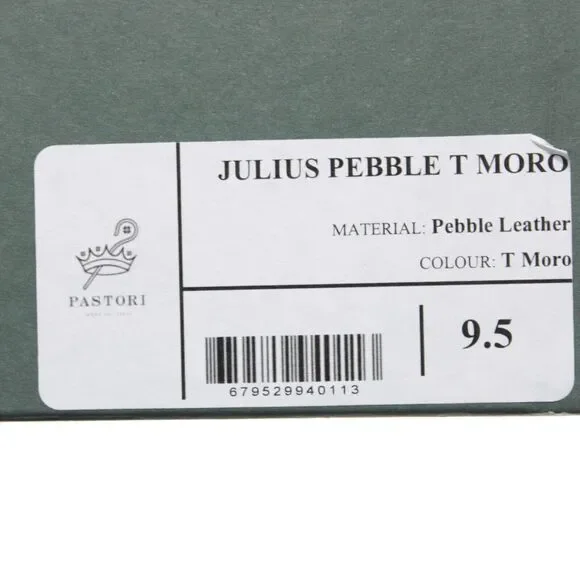 JULIUS PEBBLE T MORO
MATERIAL: Pebble Leather
COLOUR: T Moro
PASTORI
9.5
679529940113